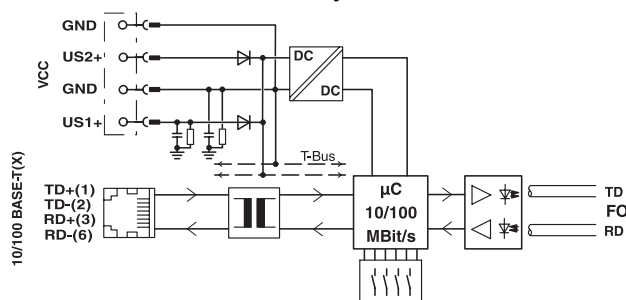 GND
US2+
GND
US1+
VCC
DC
DC
T-Bus
10/100 BASE-T(X)
TD+(1)
TD-(2)
RD+(3)
RD-(6)
µC
10/100
MBit/s
TD
FO
RD